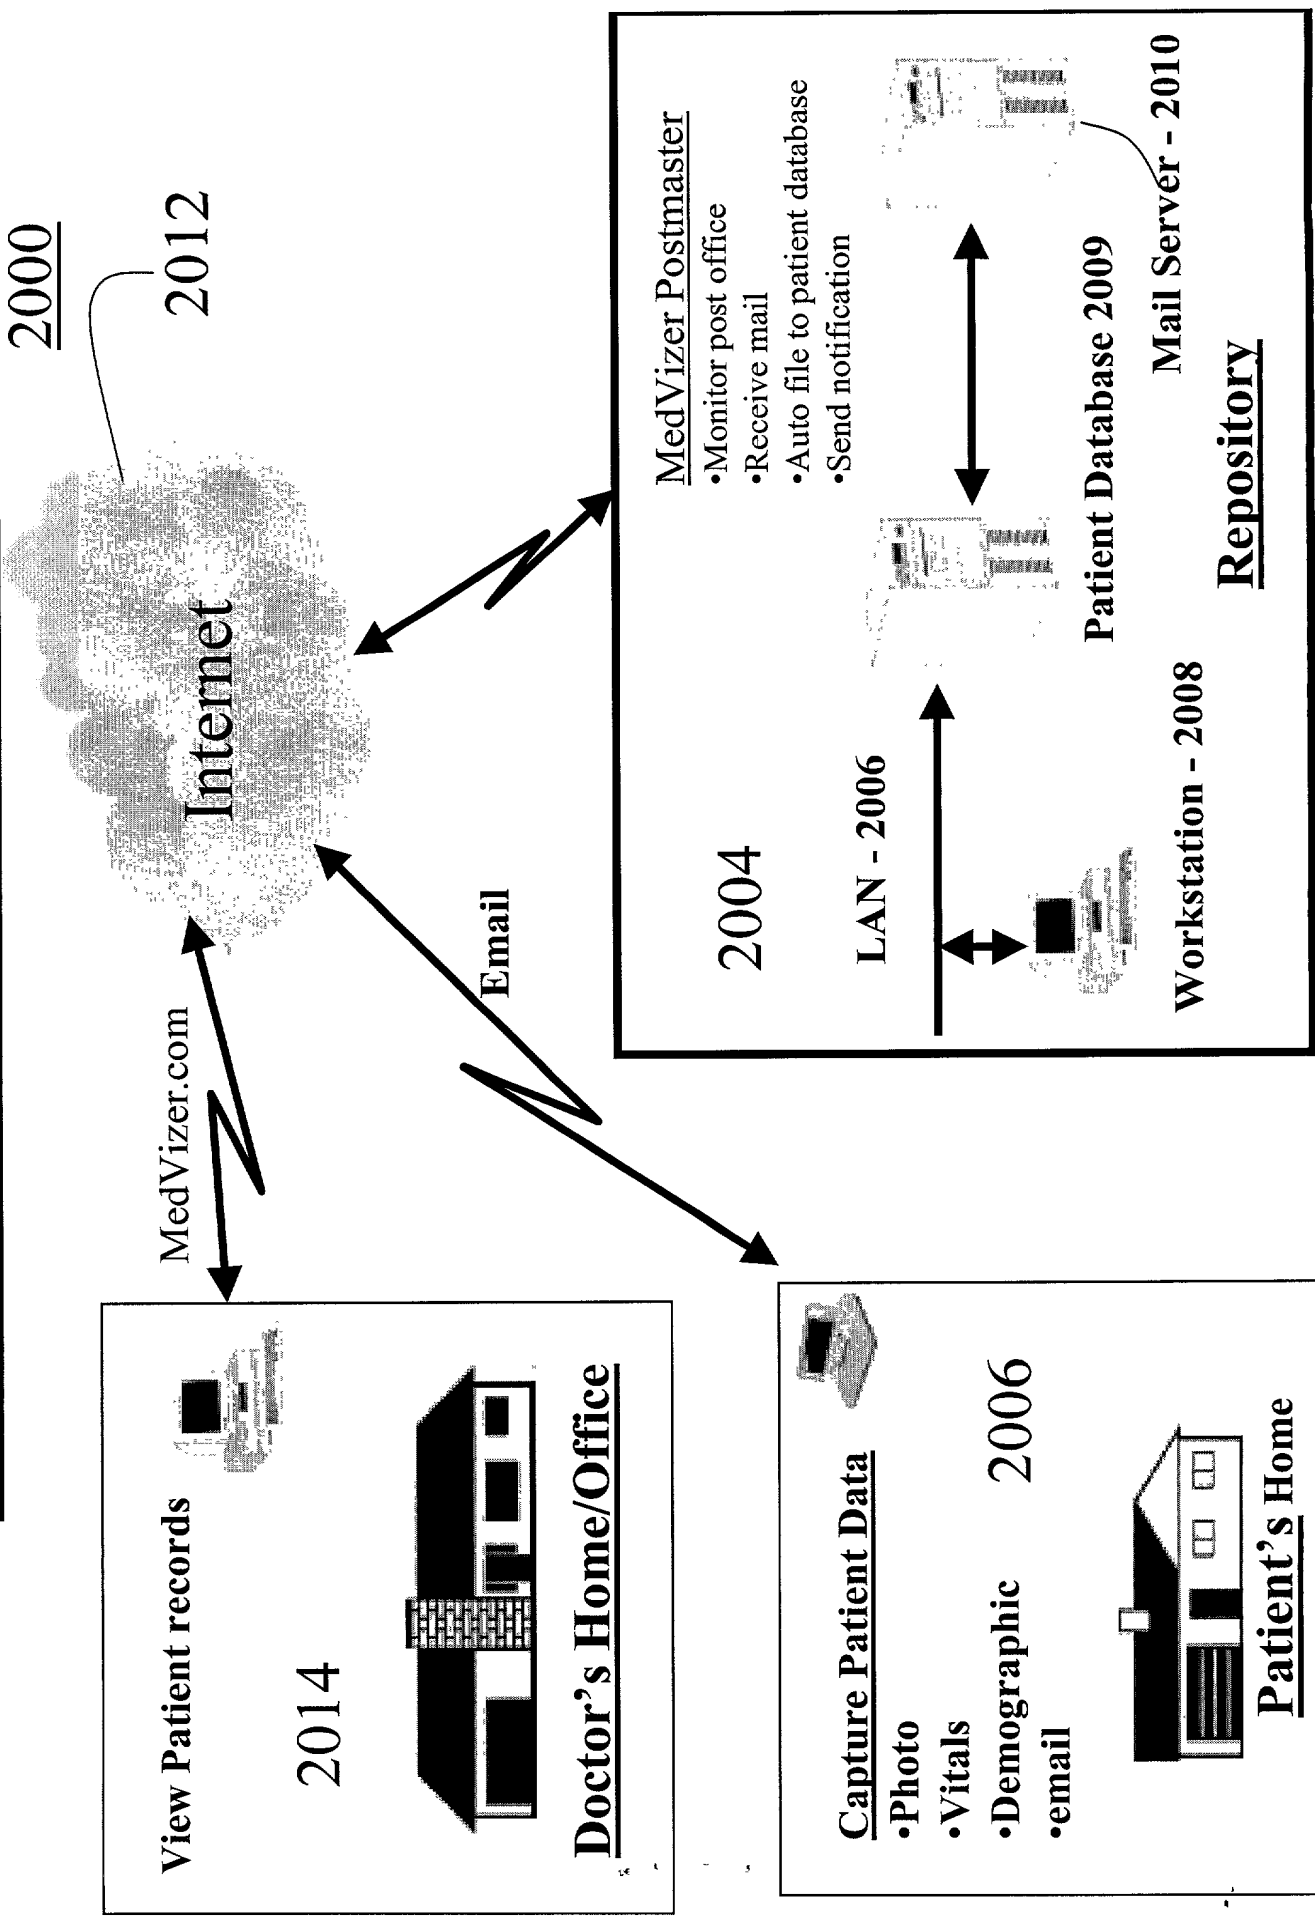 2000
2012
Internet
MedVizer.com
Email
View Patient records
2014
Doctor's Home/Office
Capture Patient Data
•Photo
•Vitals
•Demographic
•email
2006
Patient's Home
MedVizer Postmaster
•Monitor post office
•Receive mail
•Auto file to patient database
•Send notification
2004
LAN - 2006
Workstation - 2008
Patient Database 2009
Mail Server - 2010
Repository